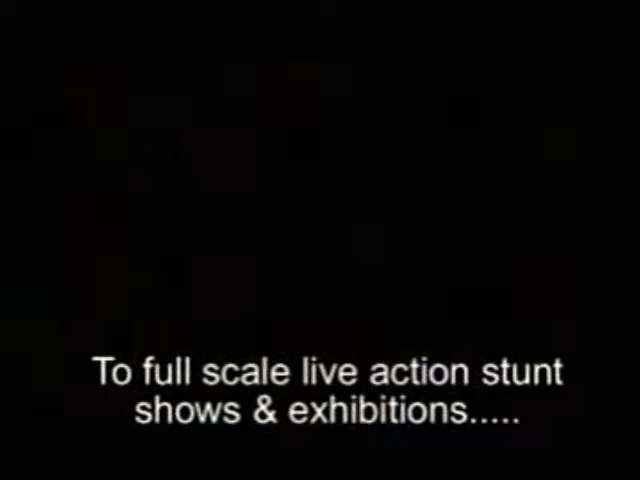 To full scale live action stunt
shows & exhibitions.....